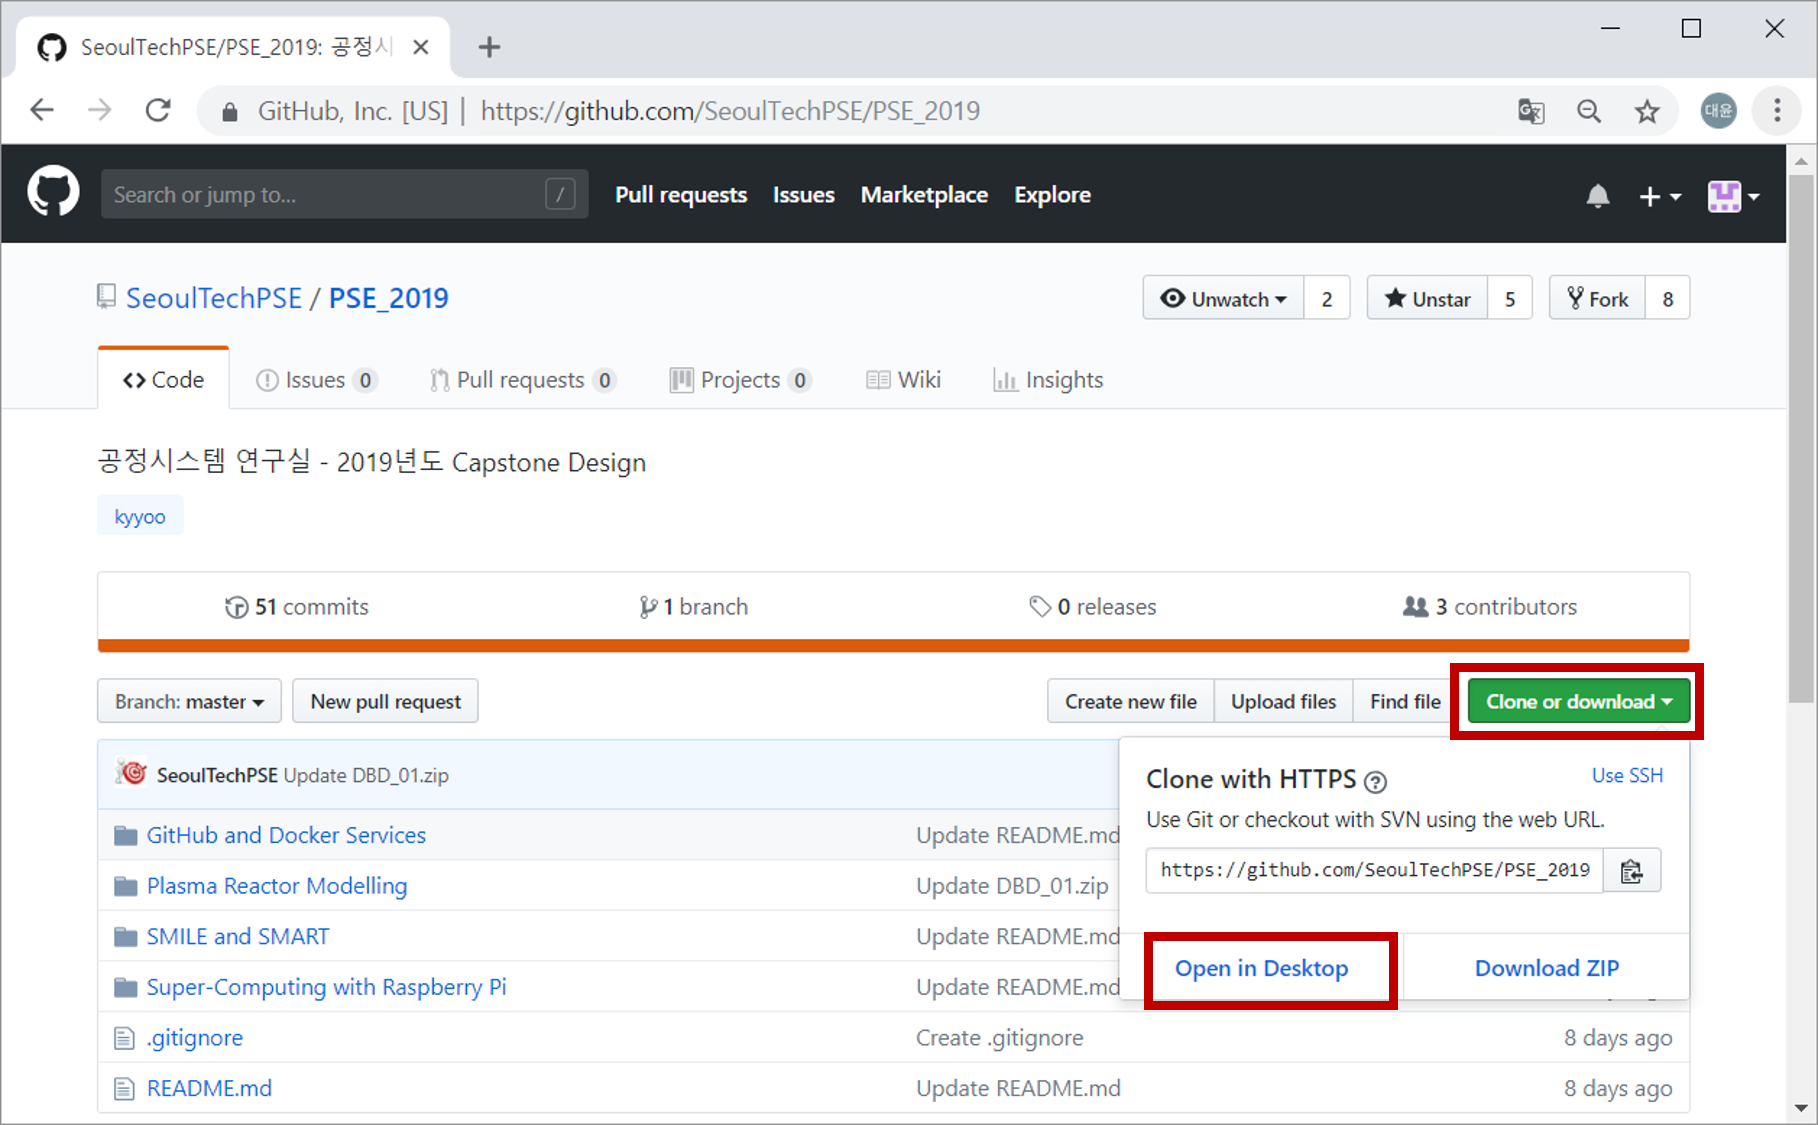 SeoulTechPSE/PSE_2019: 공정시
GitHub, Inc. [US] | https://github.com/SeoulTechPSE/PSE_2019
대윤
Search or jump to... /
Pull requests Issues Marketplace Explore
SeoulTechPSE / PSE_2019
Unwatch 2 Unstar 5 Fork 8
Code Issues 0 Pull requests 0 Projects 0 Wiki Insights
공정시스템 연구실 - 2019년도 Capstone Design
kyyoo
51 commits 1 branch 0 releases 3 contributors
Branch: master New pull request Create new file Upload files Find file Clone or download
SeoulTechPSE Update DBD_01.zip
Clone with HTTPS ? Use SSH
Use Git or checkout with SVN using the web URL.
https://github.com/SeoulTechPSE/PSE_2019
Open in Desktop Download ZIP
GitHub and Docker Services Update README.md
Plasma Reactor Modelling Update DBD_01.zip
SMILE and SMART Update README.md
Super-Computing with Raspberry Pi Update README.md
.gitignore Create .gitignore 8 days ago
README.md Update README.md 8 days ago